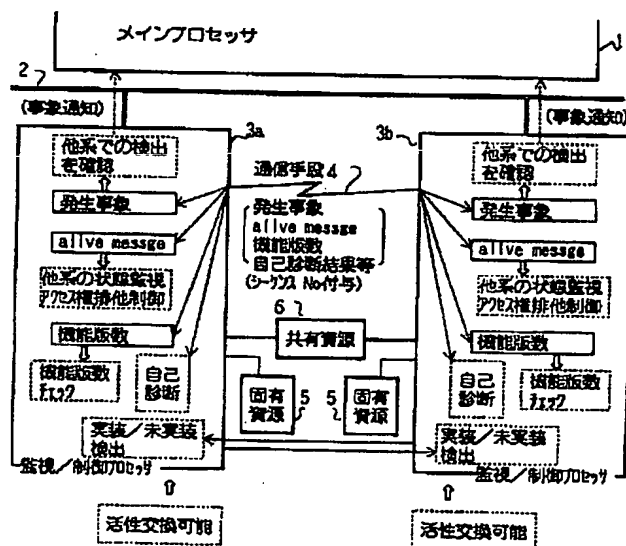 メインプロセッサ
1
2
(事象通知)
(事象通知)
3a
3b
他系での検出
を確認
発生事象
alive messge
他系の状態監視
アクセス権排他制御
機能版数
機能版数
チェック
自己
診断
実装/未実装
検出
監視/制御プロセッサ
活性交換可能
通信手段4
発生事象
alive messge
機能版数
自己診断結果等
(シーケンス No付与)
6
共有資源
固有
資源
5
5
固有
資源
他系での検出
を確認
発生事象
alive messge
他系の状態監視
アクセス権排他制御
機能版数
自己
診断
機能版数
チェック
実装/未実装
検出
監視/制御プロセッサ
活性交換可能